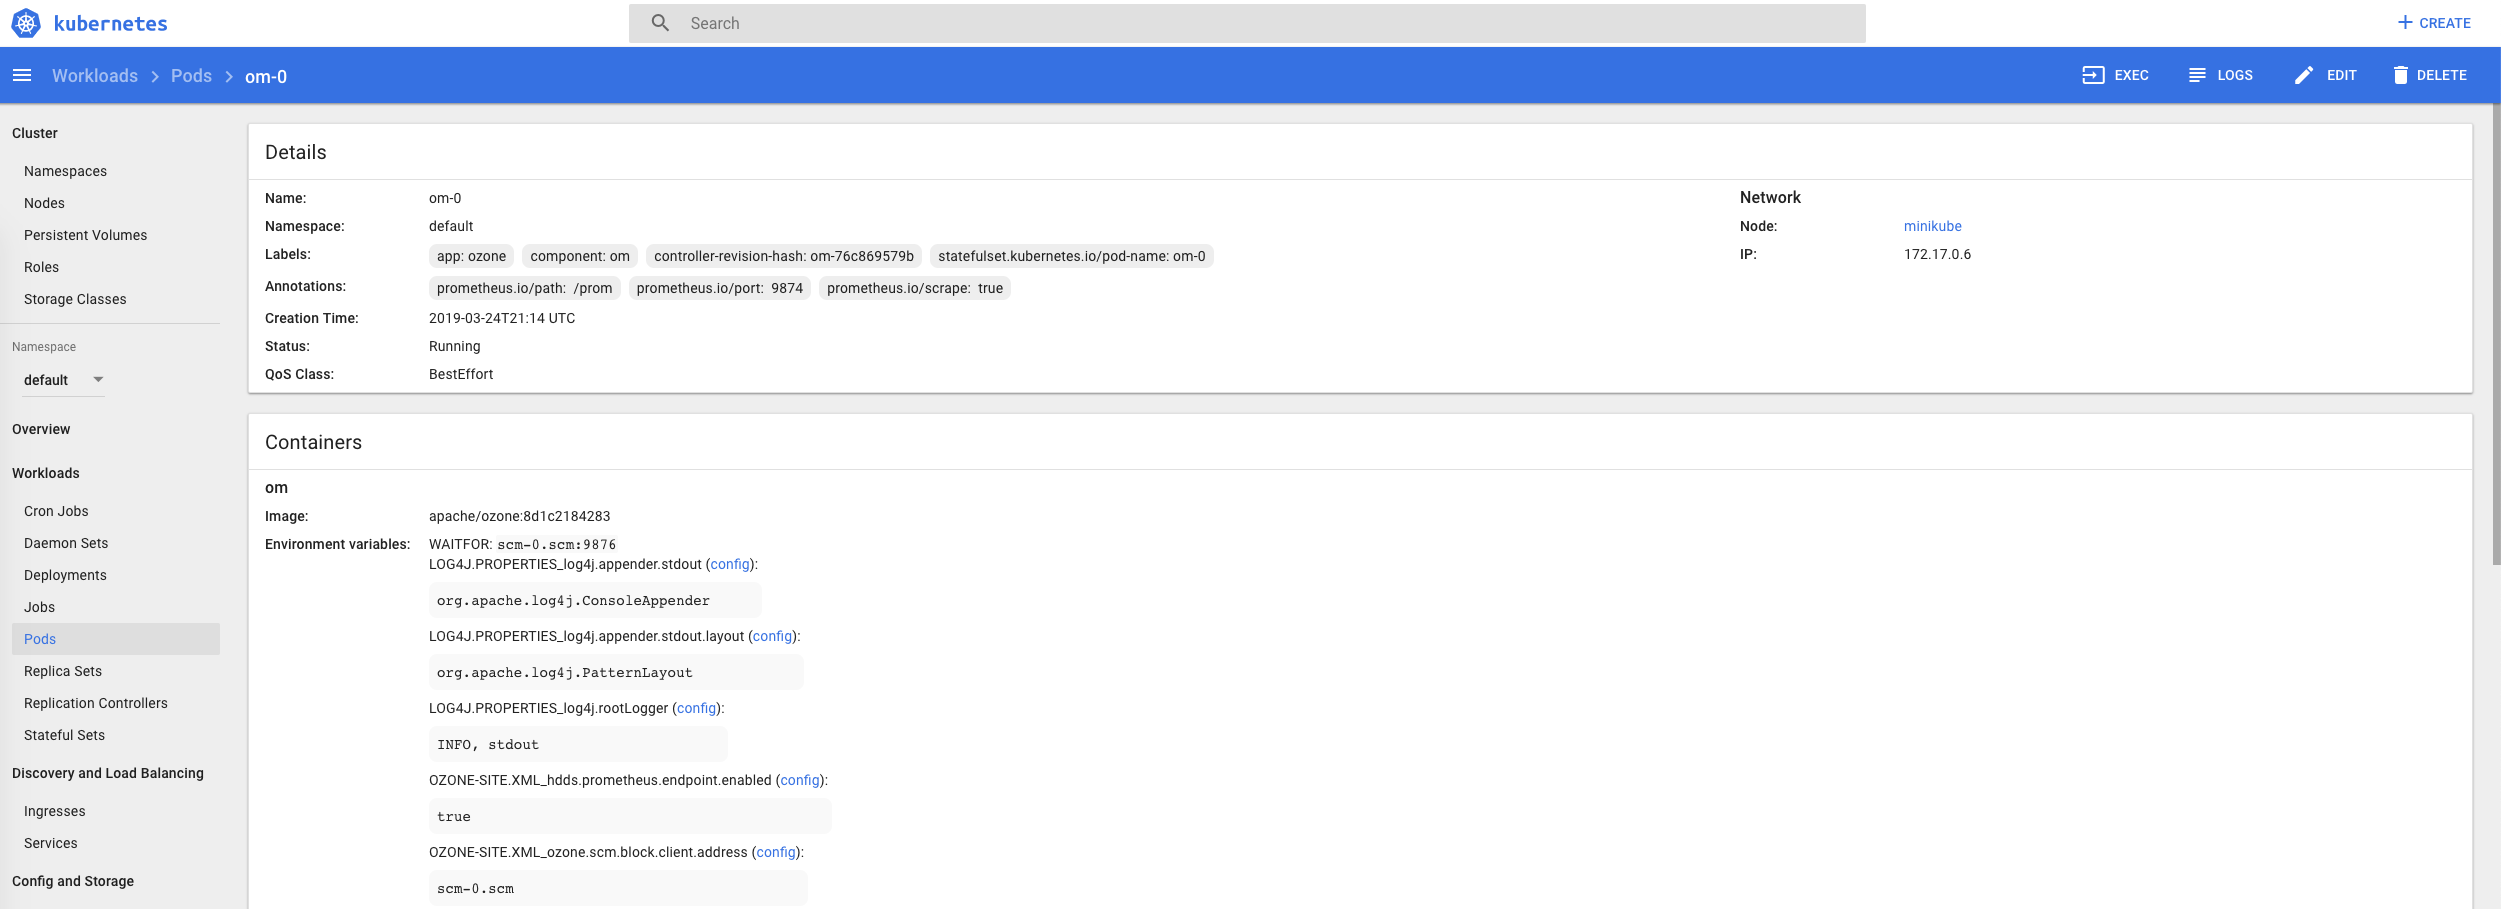 kubernetes
Search
CREATE
Workloads > Pods > om-0
EXEC
LOGS
EDIT
DELETE
Cluster
Namespaces
Nodes
Persistent Volumes
Roles
Storage Classes
Namespace
default
Overview
Workloads
Cron Jobs
Daemon Sets
Deployments
Jobs
Pods
Replica Sets
Replication Controllers
Stateful Sets
Discovery and Load Balancing
Ingresses
Services
Config and Storage
Details
Name: om-0
Namespace: default
Labels: app: ozone component: om controller-revision-hash: om-76c869579b statefulset.kubernetes.io/pod-name: om-0
Annotations: prometheus.io/path: /prom prometheus.io/port: 9874 prometheus.io/scrape: true
Creation Time: 2019-03-24T21:14 UTC
Status: Running
QoS Class: BestEffort
Network
Node: minikube
IP: 172.17.0.6
Containers
om
Image: apache/ozone:8d1c2184283
Environment variables: WAITFOR: scm-0.scm:9876
LOG4J.PROPERTIES_log4j.appender.stdout (config):
org.apache.log4j.ConsoleAppender
LOG4J.PROPERTIES_log4j.appender.stdout.layout (config):
org.apache.log4j.PatternLayout
LOG4J.PROPERTIES_log4j.rootLogger (config):
INFO, stdout
OZONE-SITE.XML_hdds.prometheus.endpoint.enabled (config):
true
OZONE-SITE.XML_ozone.scm.block.client.address (config):
scm-0.scm